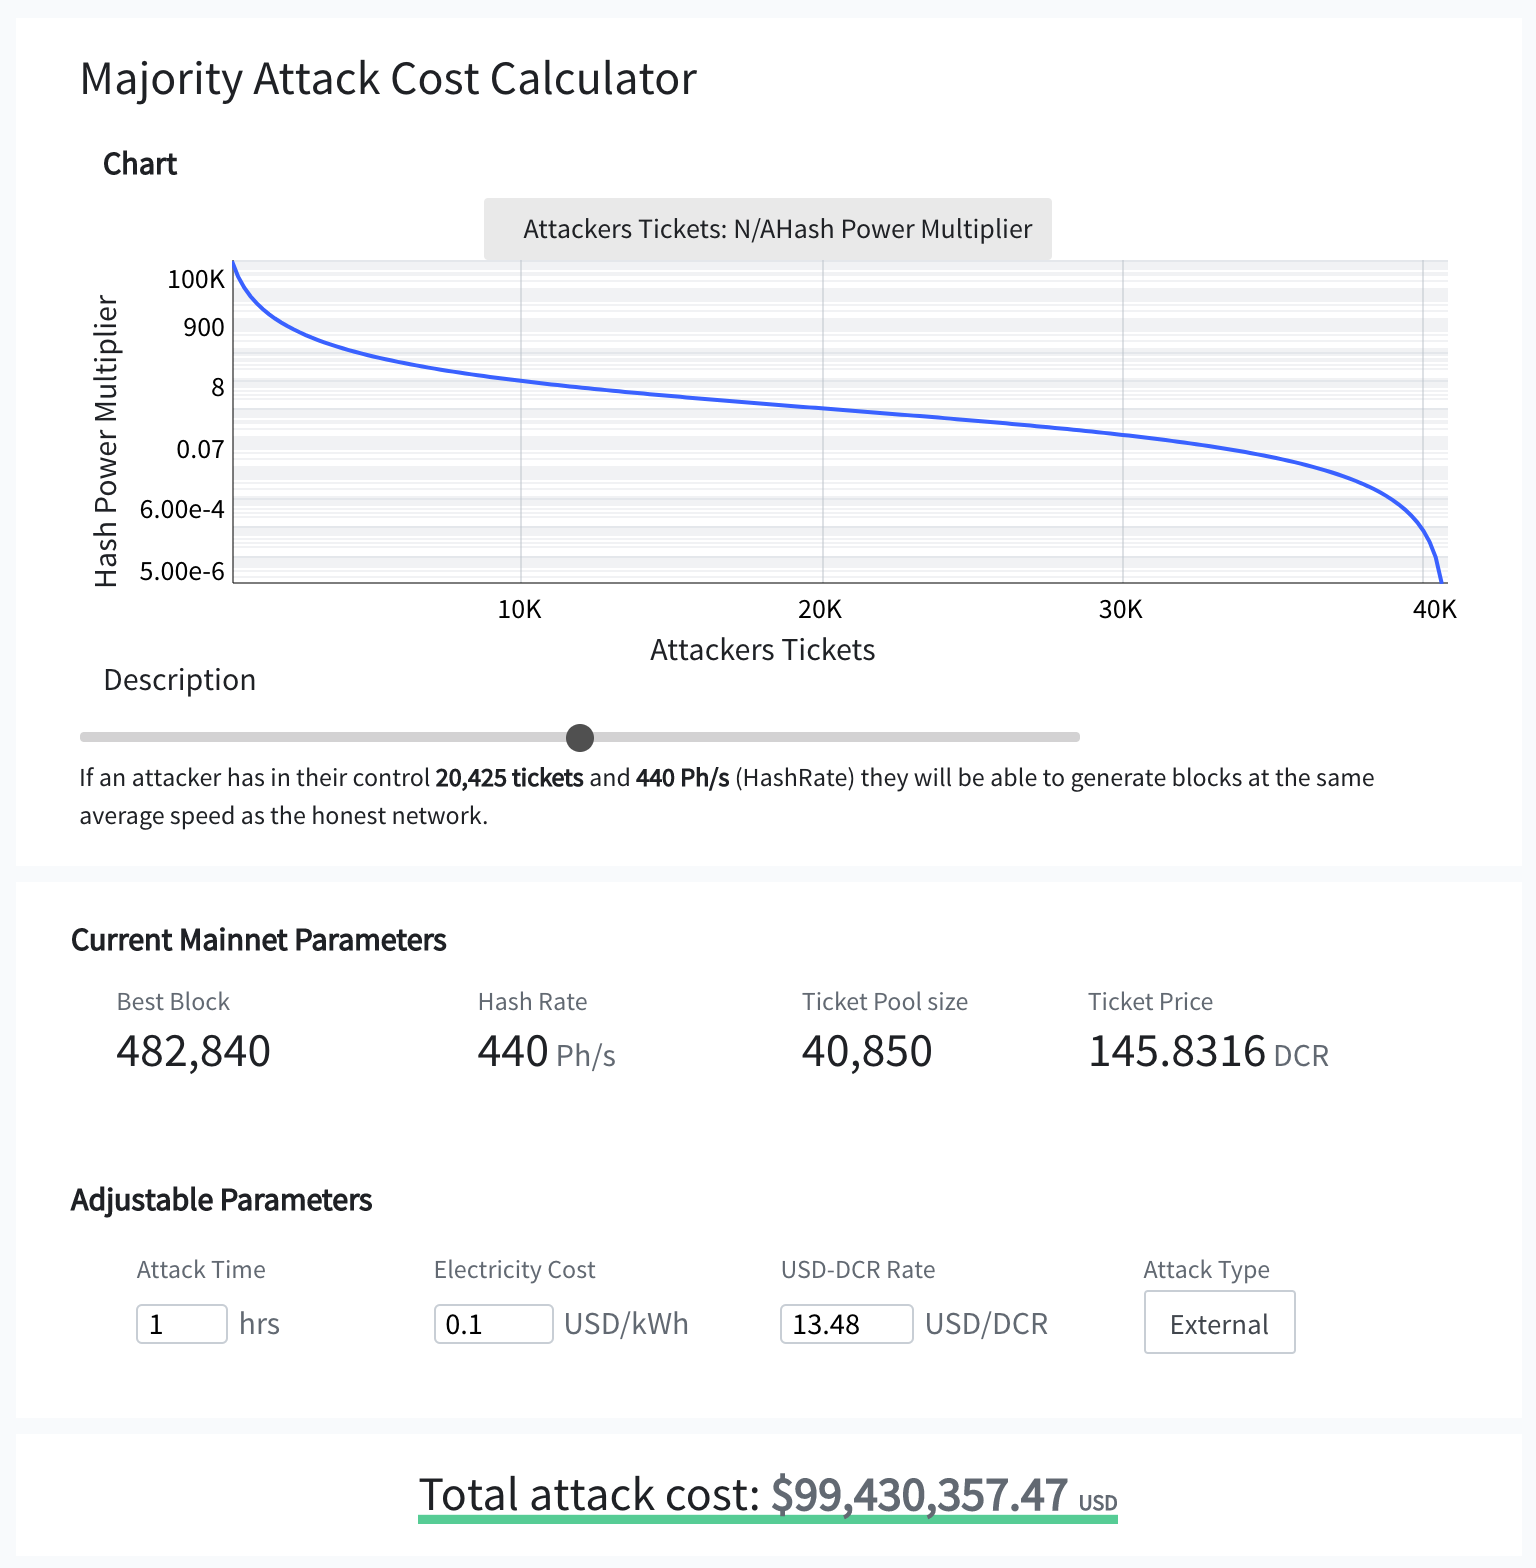 Majority Attack Cost Calculator
Chart
Attackers Tickets: N/AHash Power Multiplier
Hash Power Multiplier
100K
900
8
0.07
6.00e-4
5.00e-6
10K 20K 30K 40K
Attackers Tickets
Description
If an attacker has in their control 20,425 tickets and 440 Ph/s (HashRate) they will be able to generate blocks at the same
average speed as the honest network.
Current Mainnet Parameters
Best Block Hash Rate Ticket Pool size Ticket Price
482,840 440 Ph/s 40,850 145.8316 DCR
Adjustable Parameters
Attack Time Electricity Cost USD-DCR Rate Attack Type
1 hrs 0.1 USD/kWh 13.48 USD/DCR External
Total attack cost: $99,430,357.47 USD